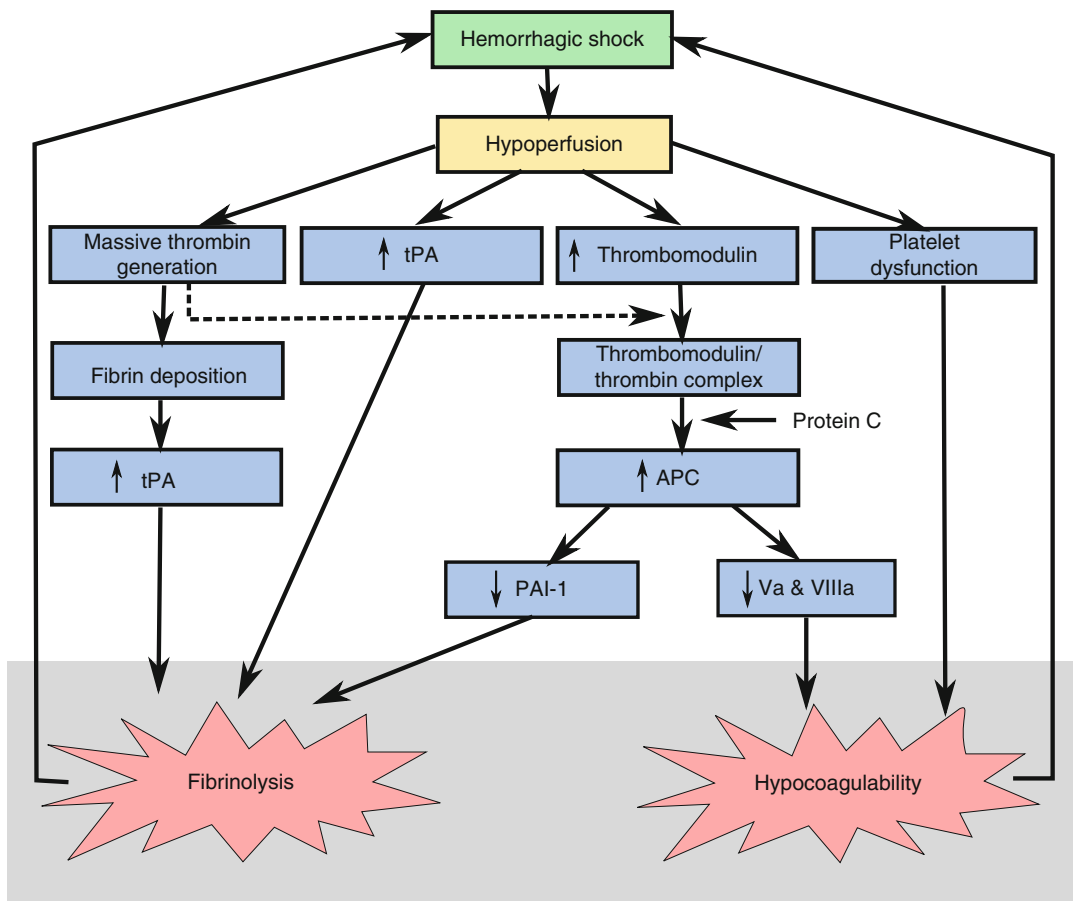 Hemorrhagic shock
Hypoperfusion
Massive thrombin
generation
↑ tPA
↑ Thrombomodulin
Platelet
dysfunction
Fibrin deposition
Thrombomodulin/
thrombin complex
Protein C
↑ tPA
↑ APC
↓ PAI-1
↓ Va & VIIIa
Fibrinolysis
Hypocoagulability